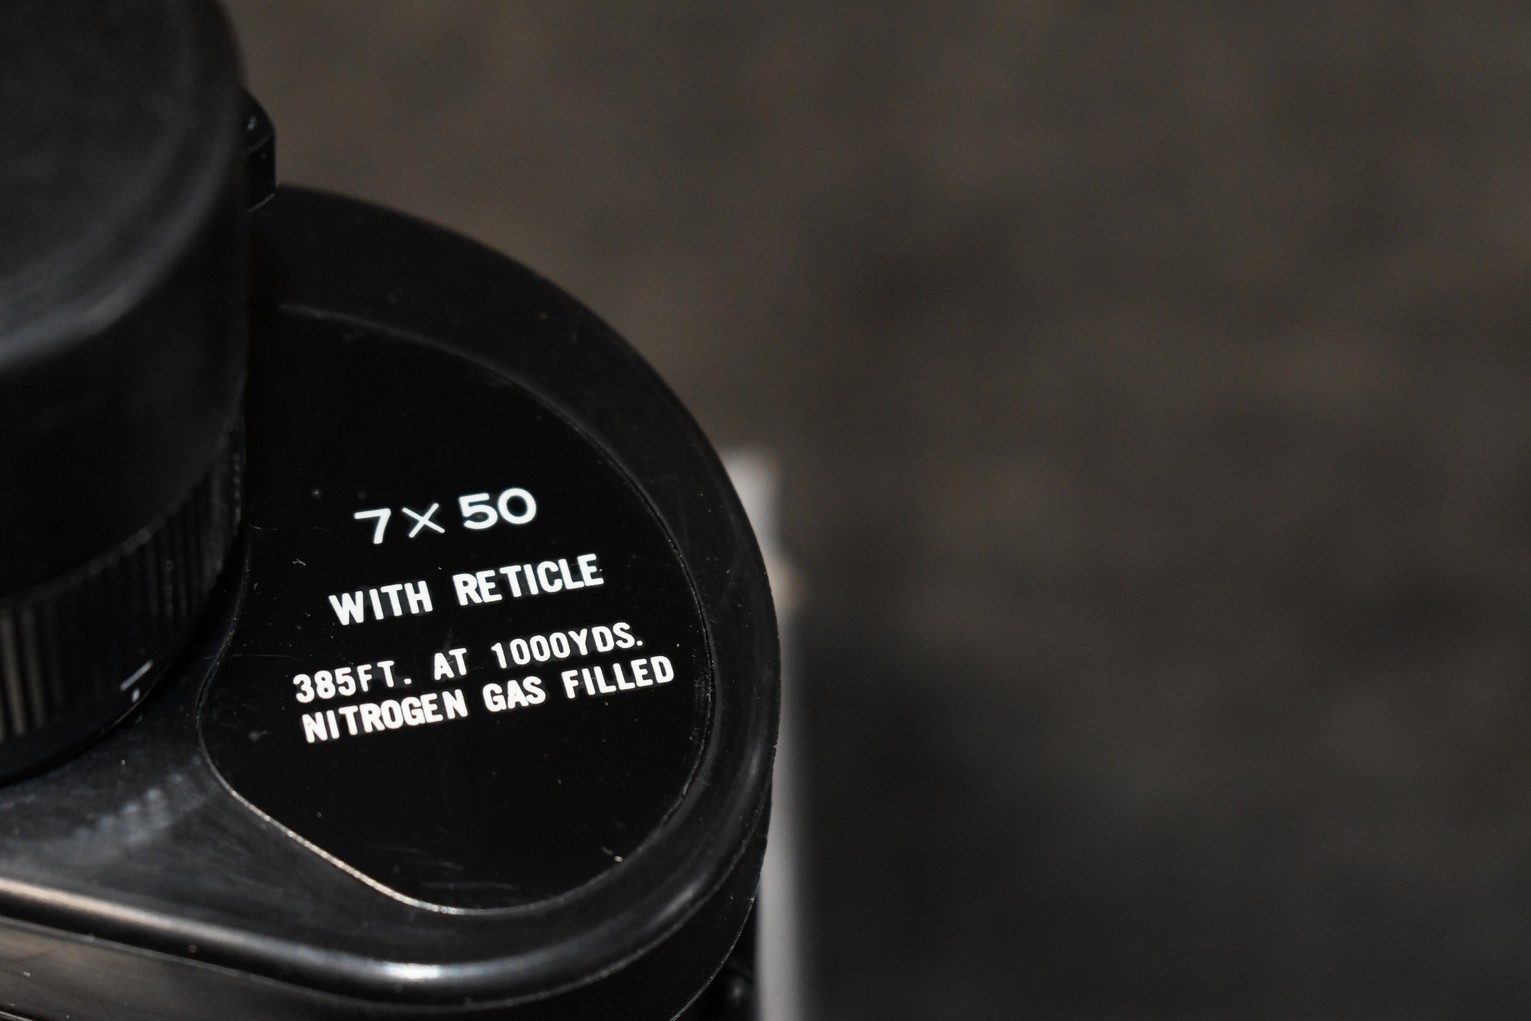 7×50
WITH RETICLE
385FT. AT 1000YDS.
NITROGEN GAS FILLED